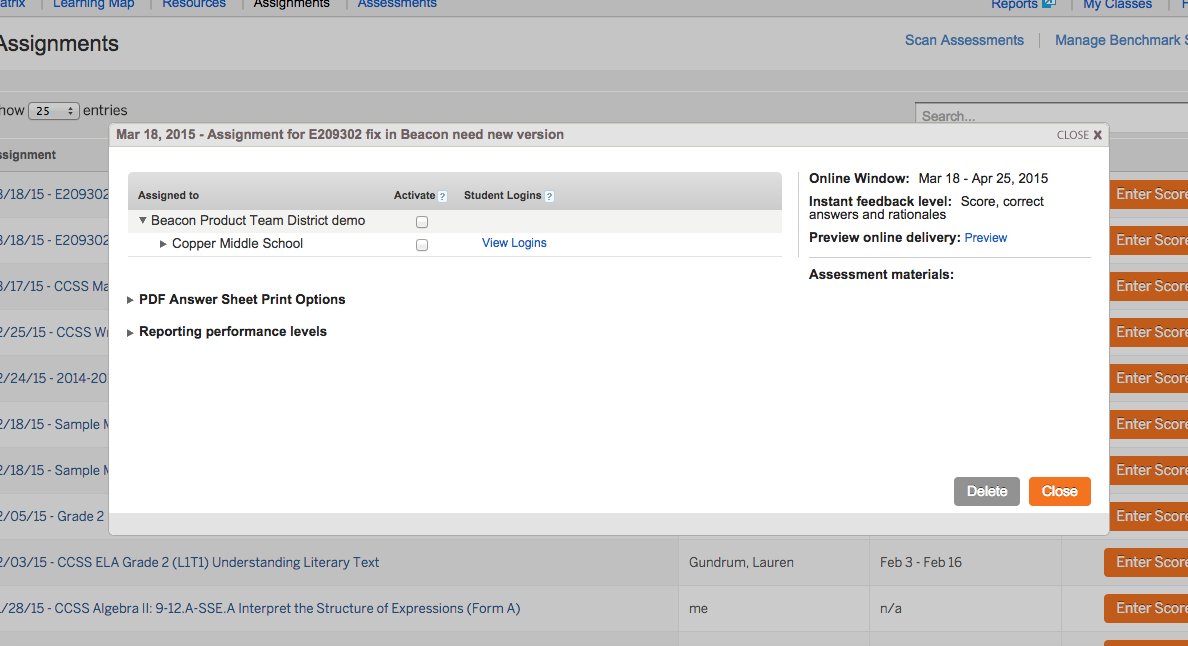 Learning Map Resources Assignments Assessments Reports My Classes
Assignments
Scan Assessments Manage Benchmark
25 entries
Search...
Mar 18, 2015 - Assignment for E209302 fix in Beacon need new version
CLOSE X
Assigned to Activate ? Student Logins ?
Beacon Product Team District demo
Copper Middle School View Logins
PDF Answer Sheet Print Options
Reporting performance levels
Online Window: Mar 18 - Apr 25, 2015
Instant feedback level: Score, correct
answers and rationales
Preview online delivery: Preview
Assessment materials:
Delete Close
3/18/15 - E209302 Enter Score
3/18/15 - E209302 Enter Score
3/17/15 - CCSS Ma Enter Score
2/25/15 - CCSS Wr Enter Score
2/24/15 - 2014-20 Enter Score
2/18/15 - Sample M Enter Score
2/18/15 - Sample M Enter Score
2/05/15 - Grade 2 Enter Score
2/03/15 - CCSS ELA Grade 2 (L1T1) Understanding Literary Text Gundrum, Lauren Feb 3 - Feb 16 Enter Score
/28/15 - CCSS Algebra II: 9-12.A-SSE.A Interpret the Structure of Expressions (Form A) me n/a Enter Score